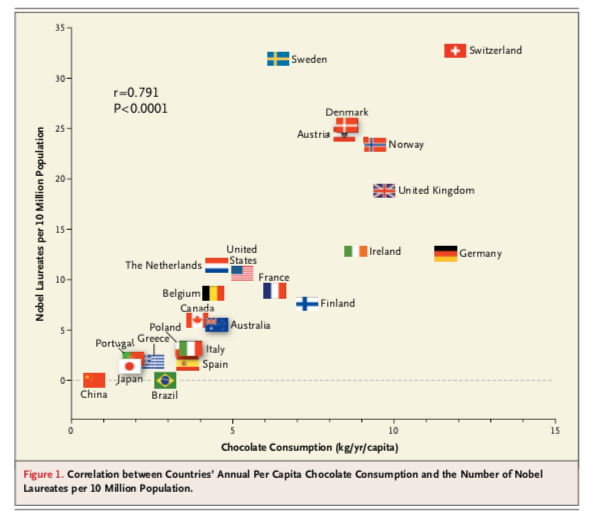 35
30
25
20
15
10
5
0
Nobel Laureates per 10 Million Population
r=0.791
P<0.0001
Sweden
Switzerland
Denmark
Austria
Norway
United Kingdom
United
States
The Netherlands
Ireland
Germany
France
Belgium
Finland
Canada
Australia
Poland
Portugal
Greece
Italy
Spain
Japan
China
Brazil
0
5
10
15
Chocolate Consumption (kg/yr/capita)
Figure 1. Correlation between Countries' Annual Per Capita Chocolate Consumption and the Number of Nobel
Laureates per 10 Million Population.